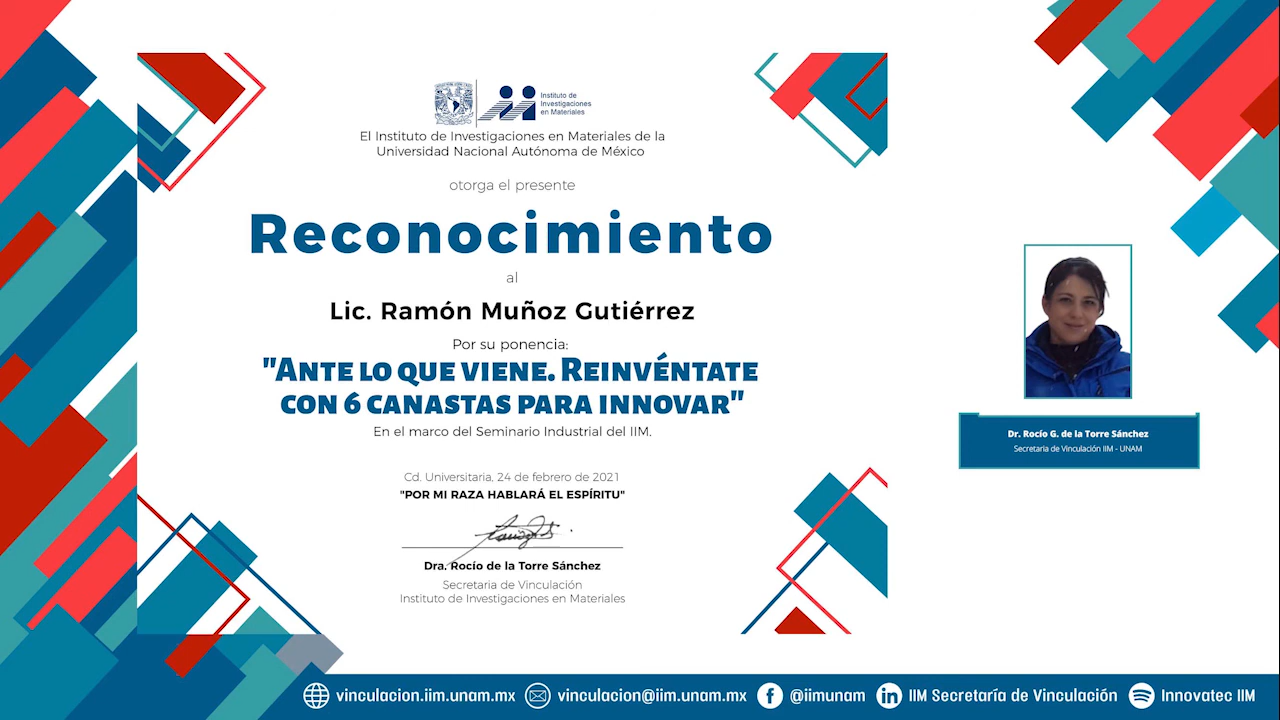 Instituto de
Investigaciones
en Materiales
El Instituto de Investigaciones en Materiales de la
Universidad Nacional Autónoma de México
otorga el presente
Reconocimiento
al
Lic. Ramón Muñoz Gutiérrez
Por su ponencia:
"Ante lo que viene. Reinvéntate
con 6 canastas para innovar"
En el marco del Seminario Industrial del IIM.
Cd. Universitaria, 24 de febrero de 2021
"POR MI RAZA HABLARÁ EL ESPÍRITU"
Dra. Rocío de la Torre Sánchez
Secretaria de Vinculación
Instituto de Investigaciones en Materiales
Dr. Rocío G. de la Torre Sánchez
Secretaria de Vinculación IIM - UNAM
vinculacion.iim.unam.mx vinculacion@iim.unam.mx @iimunam IIM Secretaría de Vinculación Innovatec IIM